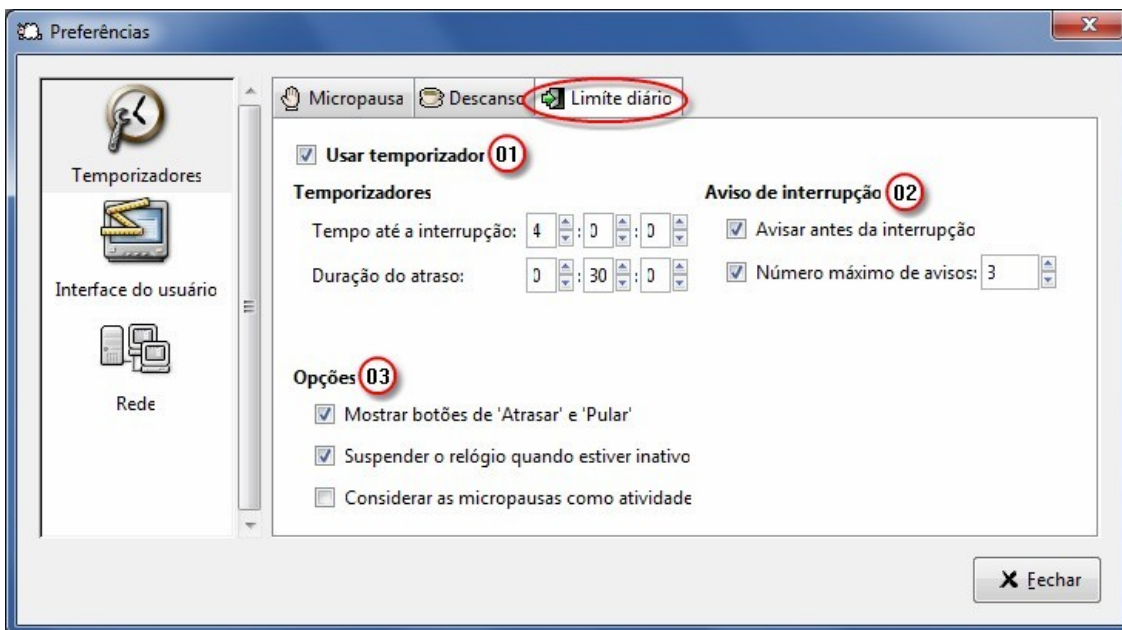 Preferências
Micropausa Descanso Limíte diário
Temporizadores
Interface do usuário
Rede
Usar temporizador 01
Temporizadores
Tempo até a interrupção: 4 : 0 : 0
Duração do atraso: 0 : 30 : 0
Aviso de interrupção 02
Avisar antes da interrupção
Número máximo de avisos: 3
Opções 03
Mostrar botões de 'Atrasar' e 'Pular'
Suspender o relógio quando estiver inativo
Considerar as micropausas como atividade
Fechar